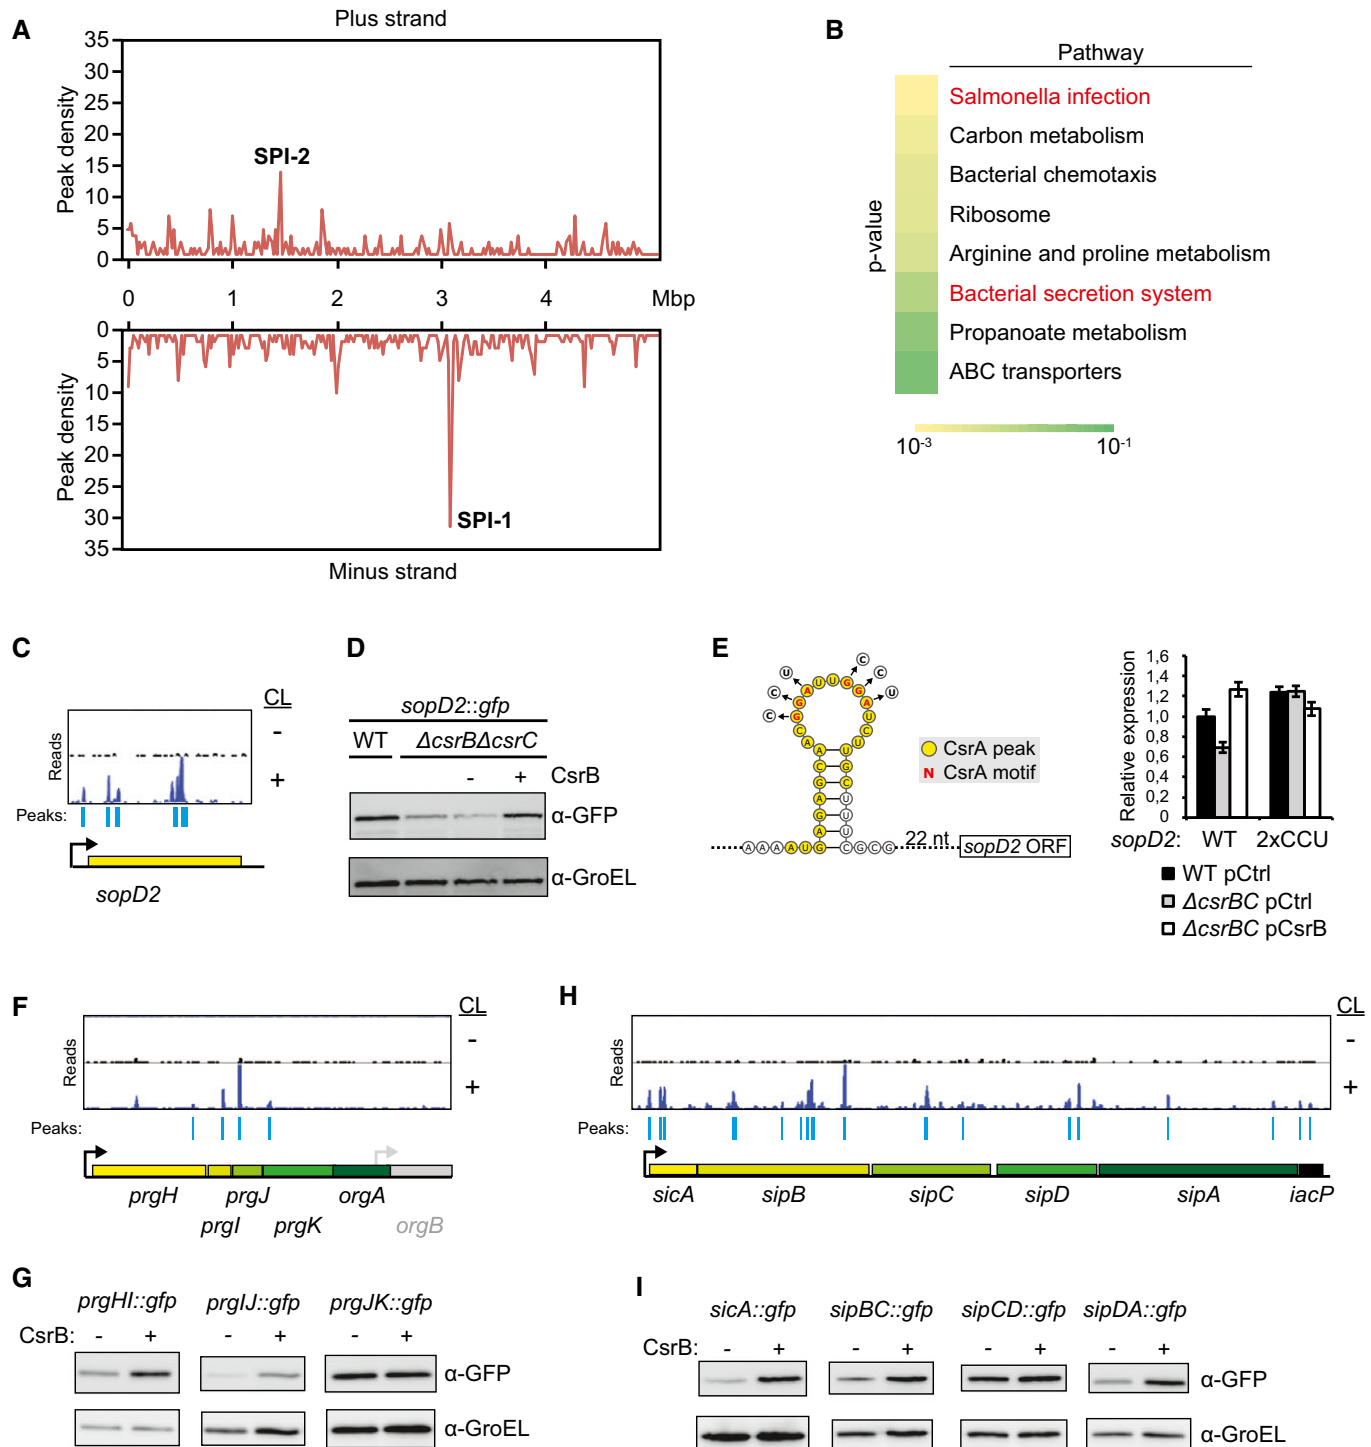 A
Plus strand
35
30
25
20
15
10
5
0
Peak density
SPI-2
0 1 2 3 4 Mbp
0
5
10
15
20
25
30
35
Peak density
SPI-1
Minus strand
B
Pathway
p-value
Salmonella infection
Carbon metabolism
Bacterial chemotaxis
Ribosome
Arginine and proline metabolism
Bacterial secretion system
Propanoate metabolism
ABC transporters
10-3 10-1
C
CL
-
+
Reads
Peaks:
sopD2
D
sopD2::gfp
WT ΔcsrBΔcsrC
- + CsrB
α-GFP
α-GroEL
E
CsrA peak
N CsrA motif
22 nt
sopD2 ORF
Relative expression
1,6
1,4
1,2
1,0
0,8
0,6
0,4
0,2
0
sopD2: WT 2xCCU
WT pCtrl
ΔcsrBC pCtrl
ΔcsrBC pCsrB
F
CL
-
+
Reads
Peaks:
prgH prgJ orgA
prgI prgK orgB
H
CL
-
+
Reads
Peaks:
sicA sipB sipC sipD sipA iacP
G
prgHI::gfp prgIJ::gfp prgJK::gfp
CsrB: - + - + - +
α-GFP
α-GroEL
I
sicA::gfp sipBC::gfp sipCD::gfp sipDA::gfp
CsrB: - + - + - + - +
α-GFP
α-GroEL